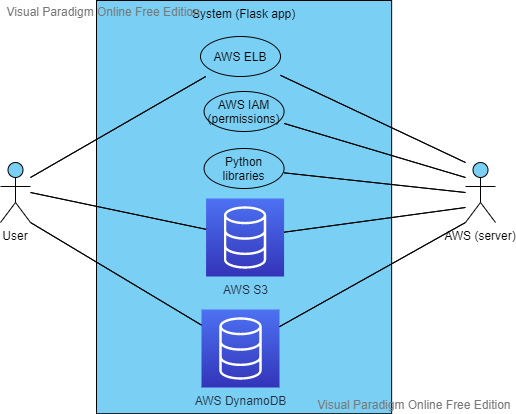 Visual Paradigm Online Free Edition
System (Flask app)
AWS ELB
AWS IAM
(permissions)
Python
libraries
User
AWS (server)
AWS S3
AWS DynamoDB
Visual Paradigm Online Free Edition